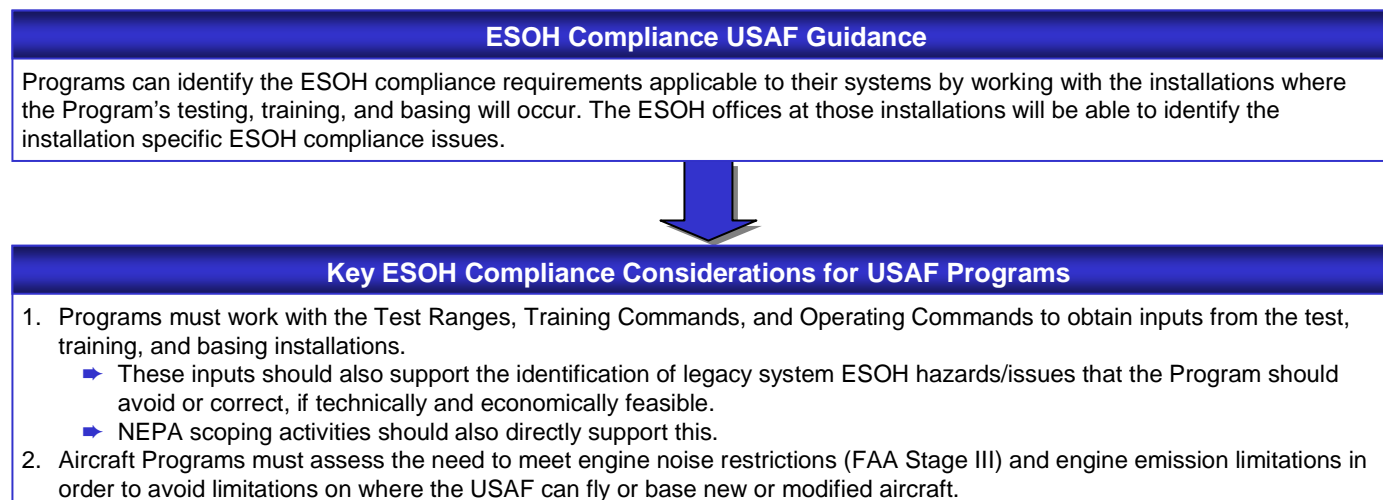 ESOH Compliance USAF Guidance
Programs can identify the ESOH compliance requirements applicable to their systems by working with the installations where
the Program's testing, training, and basing will occur. The ESOH offices at those installations will be able to identify the
installation specific ESOH compliance issues.
Key ESOH Compliance Considerations for USAF Programs
1. Programs must work with the Test Ranges, Training Commands, and Operating Commands to obtain inputs from the test,
training, and basing installations.
➨ These inputs should also support the identification of legacy system ESOH hazards/issues that the Program should
avoid or correct, if technically and economically feasible.
➨ NEPA scoping activities should also directly support this.
2. Aircraft Programs must assess the need to meet engine noise restrictions (FAA Stage III) and engine emission limitations in
order to avoid limitations on where the USAF can fly or base new or modified aircraft.